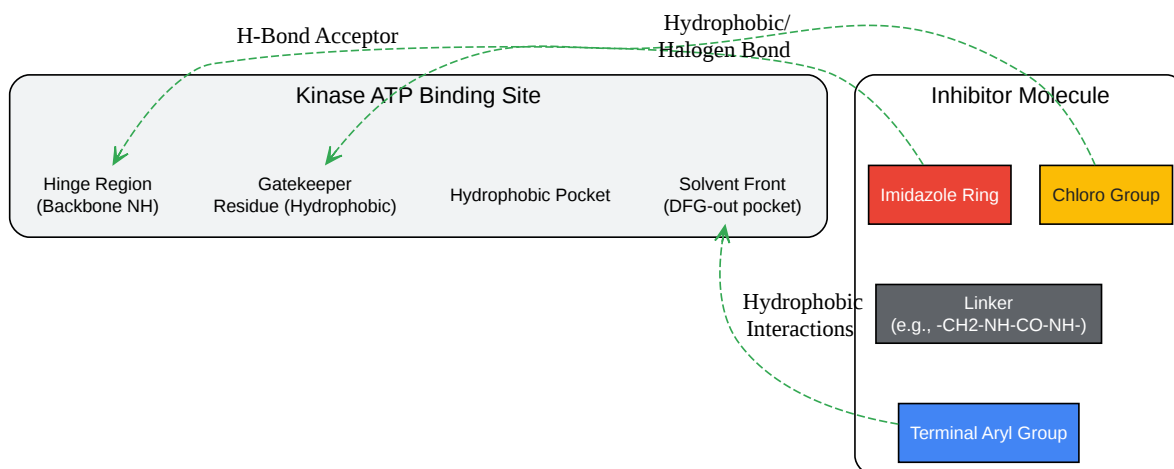 H-Bond Acceptor
Hydrophobic/
Halogen Bond
Kinase ATP Binding Site
Hinge Region
(Backbone NH)
Gatekeeper
Residue (Hydrophobic)
Hydrophobic Pocket
Solvent Front
(DFG-out pocket)
Inhibitor Molecule
Imidazole Ring
Chloro Group
Hydrophobic
Interactions
Linker
(e.g., -CH2-NH-CO-NH-)
Terminal Aryl Group